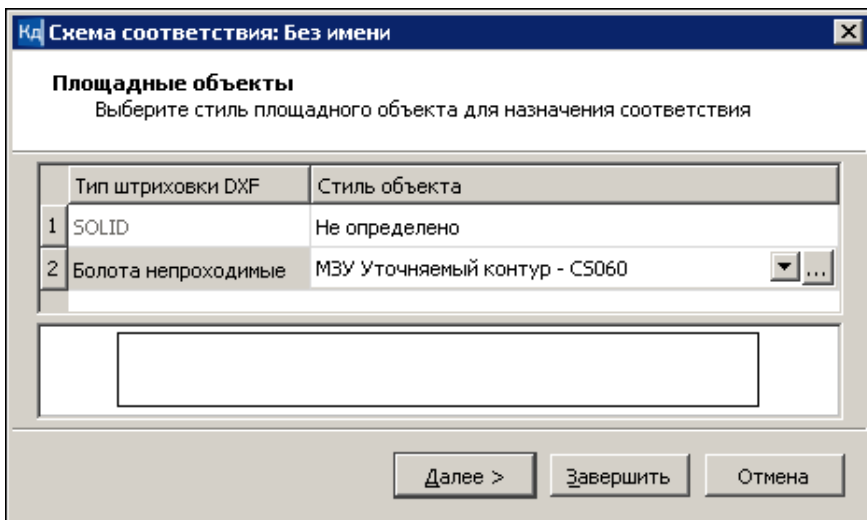 Кд Схема соответствия: Без имени
Площадные объекты
Выберите стиль площадного объекта для назначения соответствия
Тип штриховки DXF Стиль объекта
1 SOLID Не определено
2 Болота непроходимые МЗУ Уточняемый контур - CS060 ...
Далее > Завершить Отмена